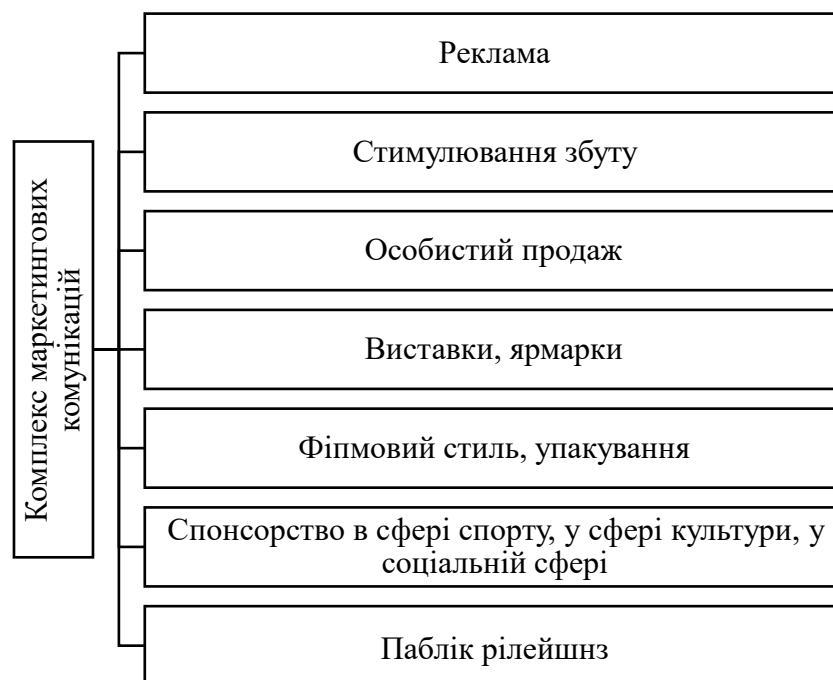 Комплекс маркетингових
комунікацій
Реклама
Стимулювання збуту
Особистий продаж
Виставки, ярмарки
Фіпмовий стиль, упакування
Спонсорство в сфері спорту, у сфері культури, у
соціальній сфері
Паблік рілейшнз